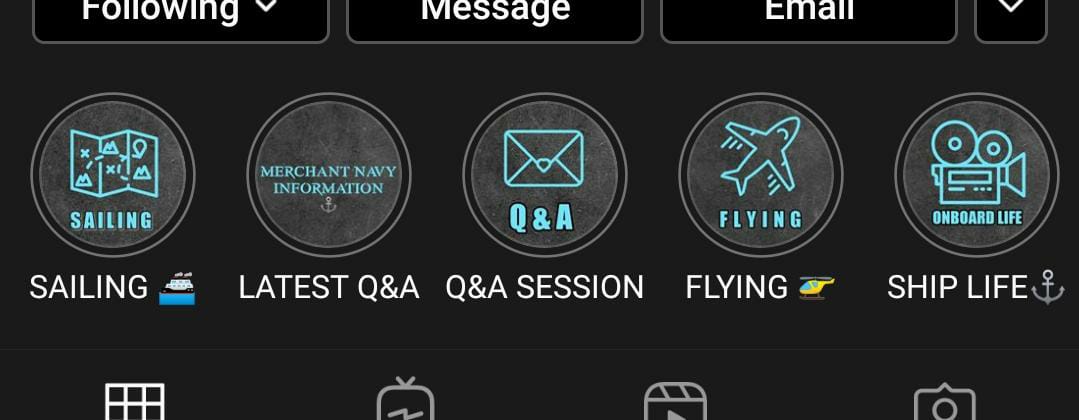 Following
Message
Email
SAILING
MERCHANT NAVY
INFORMATION
Q & A
FLYING
ONBOARD LIFE
SAILING 🛳️
LATEST Q&A
Q&A SESSION
FLYING 🚁
SHIP LIFE⚓